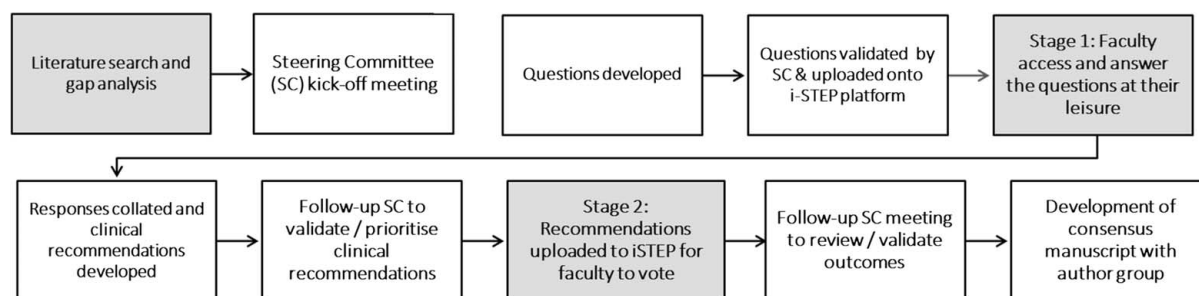 Literature search and
gap analysis
Steering Committee
(SC) kick-off meeting
Questions developed
Questions validated by
SC & uploaded onto
i-STEP platform
Stage 1: Faculty
access and answer
the questions at their
leisure
Responses collated and
clinical
recommendations
developed
Follow-up SC to
validate / prioritise
clinical
recommendations
Stage 2:
Recommendations
uploaded to iSTEP for
faculty to vote
Follow-up SC meeting
to review / validate
outcomes
Development of
consensus
manuscript with
author group